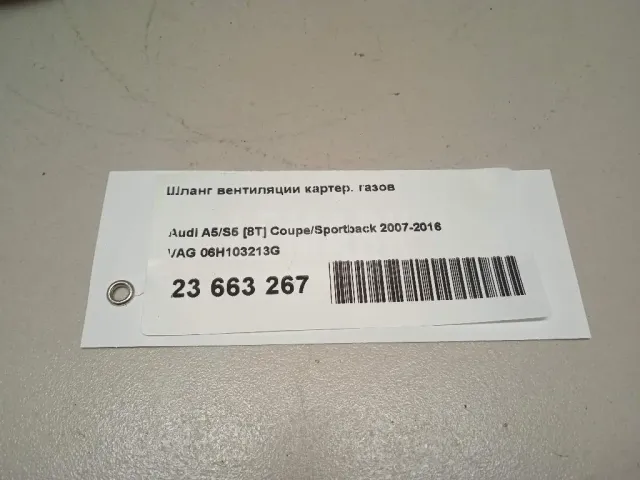 Шланг вентиляции картер. газов
Audi A5/S5 [8T] Coupe/Sportback 2007-2016
VAG 06H103213G
23 663 267